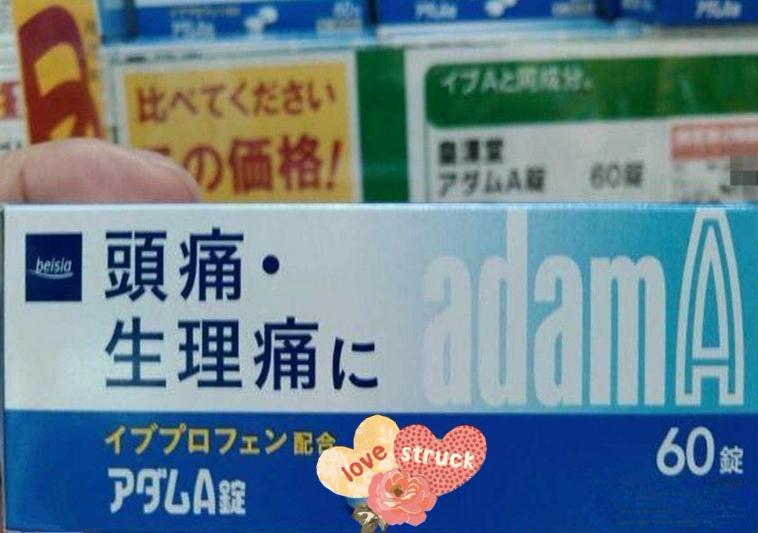 比べてください
の価格!
イブAと同成分。
皇漢堂
アダムA錠 60錠
beisia
頭痛・
生理痛に
adamA
イブプロフェン配合
アダムA錠
60錠
love struck